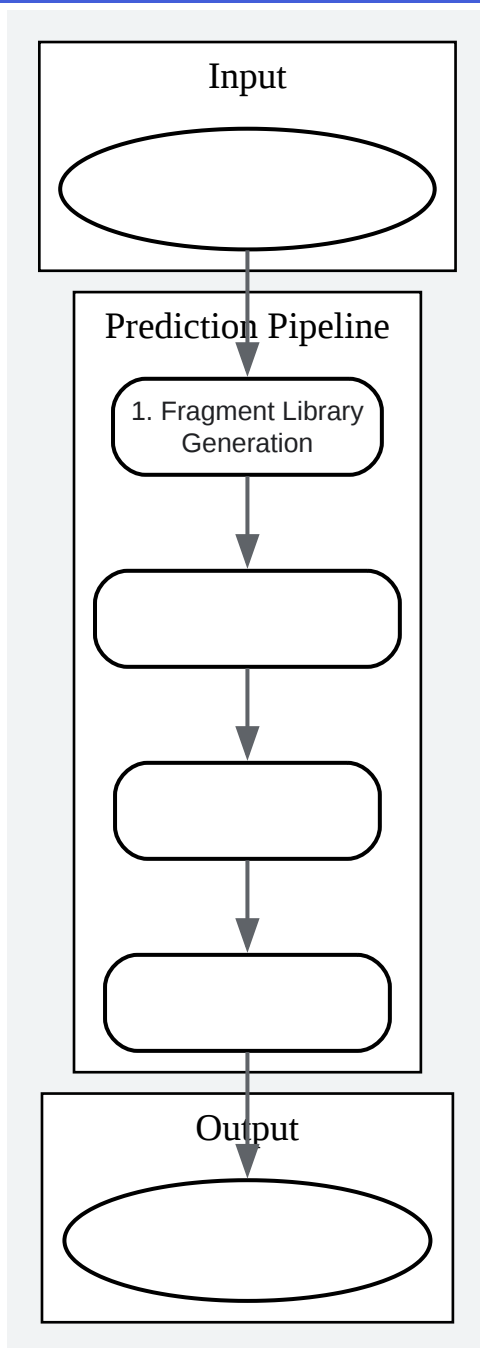 Input
Prediction Pipeline
1. Fragment Library
Generation
Output